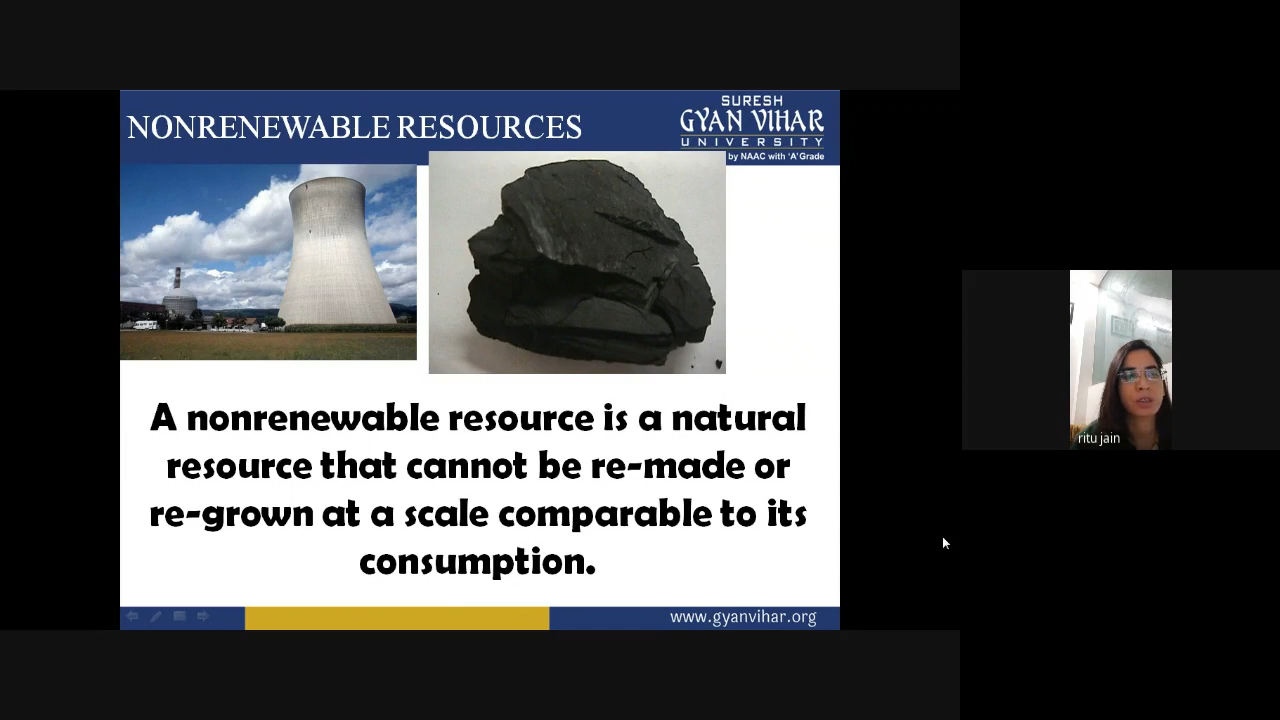 NONRENEWABLE RESOURCES
SURESH
GYAN VIHAR
UNIVERSITY
by NAAC with 'A' Grade
A nonrenewable resource is a natural
resource that cannot be re-made or
re-grown at a scale comparable to its
consumption.
www.gyanvihar.org
ritu jain